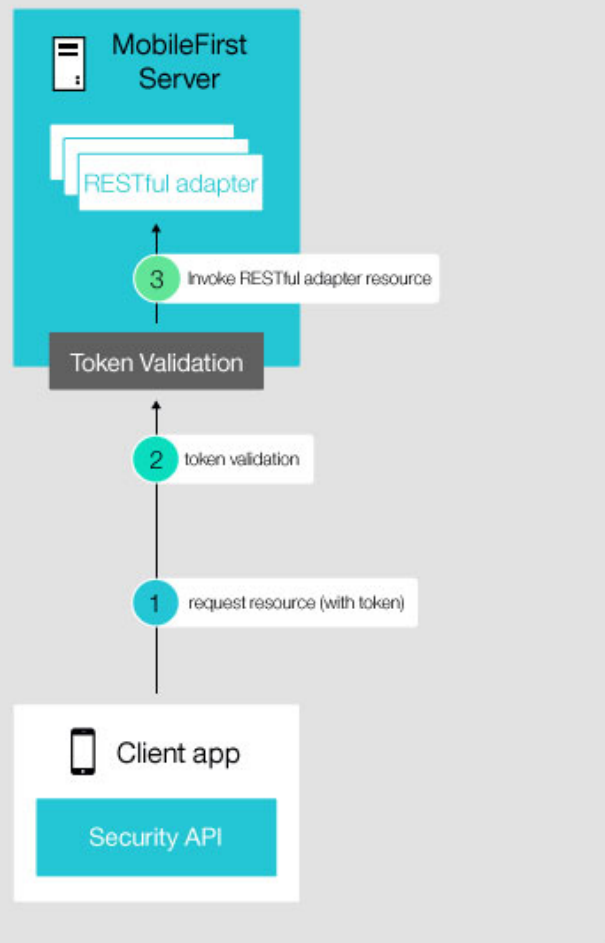 MobileFirst
Server
RESTful adapter
3 Invoke RESTful adapter resource
Token Validation
2 token validation
1 request resource (with token)
Client app
Security API